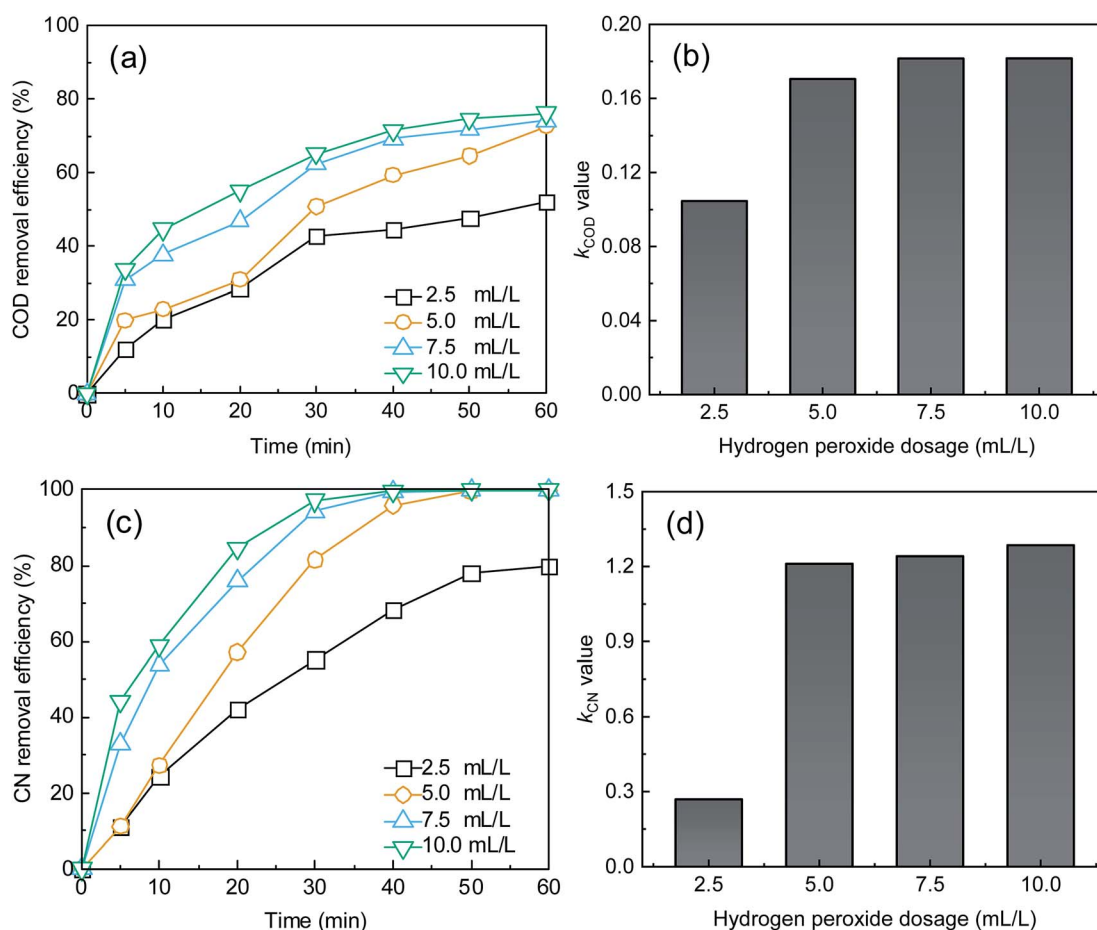 (a)
COD removal efficiency (%)
100
80
60
40
20
0
2.5 mL/L
5.0 mL/L
7.5 mL/L
10.0 mL/L
0 10 20 30 40 50 60
Time (min)
(b)
kCOD value
0.20
0.16
0.12
0.08
0.04
0.00
2.5 5.0 7.5 10.0
Hydrogen peroxide dosage (mL/L)
(c)
CN removal efficiency (%)
100
80
60
40
20
0
2.5 mL/L
5.0 mL/L
7.5 mL/L
10.0 mL/L
0 10 20 30 40 50 60
Time (min)
(d)
kCN value
1.5
1.2
0.9
0.6
0.3
0.0
2.5 5.0 7.5 10.0
Hydrogen peroxide dosage (mL/L)